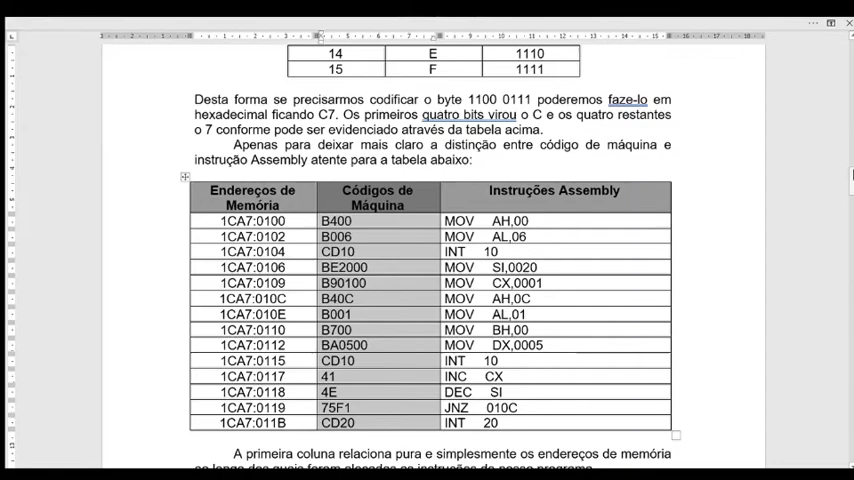 14 E 1110
15 F 1111
Desta forma se precisarmos codificar o byte 1100 0111 poderemos faze-lo em
hexadecimal ficando C7. Os primeiros quatro bits virou o C e os quatro restantes
o 7 conforme pode ser evidenciado através da tabela acima.
Apenas para deixar mais claro a distinção entre código de máquina e
instrução Assembly atente para a tabela abaixo:
Endereços de Memória Códigos de Máquina Instruções Assembly
1CA7:0100 B400 MOV AH,00
1CA7:0102 B006 MOV AL,06
1CA7:0104 CD10 INT 10
1CA7:0106 BE2000 MOV SI,0020
1CA7:0109 B90100 MOV CX,0001
1CA7:010C B40C MOV AH,0C
1CA7:010E B001 MOV AL,01
1CA7:0110 B700 MOV BH,00
1CA7:0112 BA0500 MOV DX,0005
1CA7:0115 CD10 INT 10
1CA7:0117 41 INC CX
1CA7:0118 4E DEC SI
1CA7:0119 75F1 JNZ 010C
1CA7:011B CD20 INT 20
A primeira coluna relaciona pura e simplesmente os endereços de memória